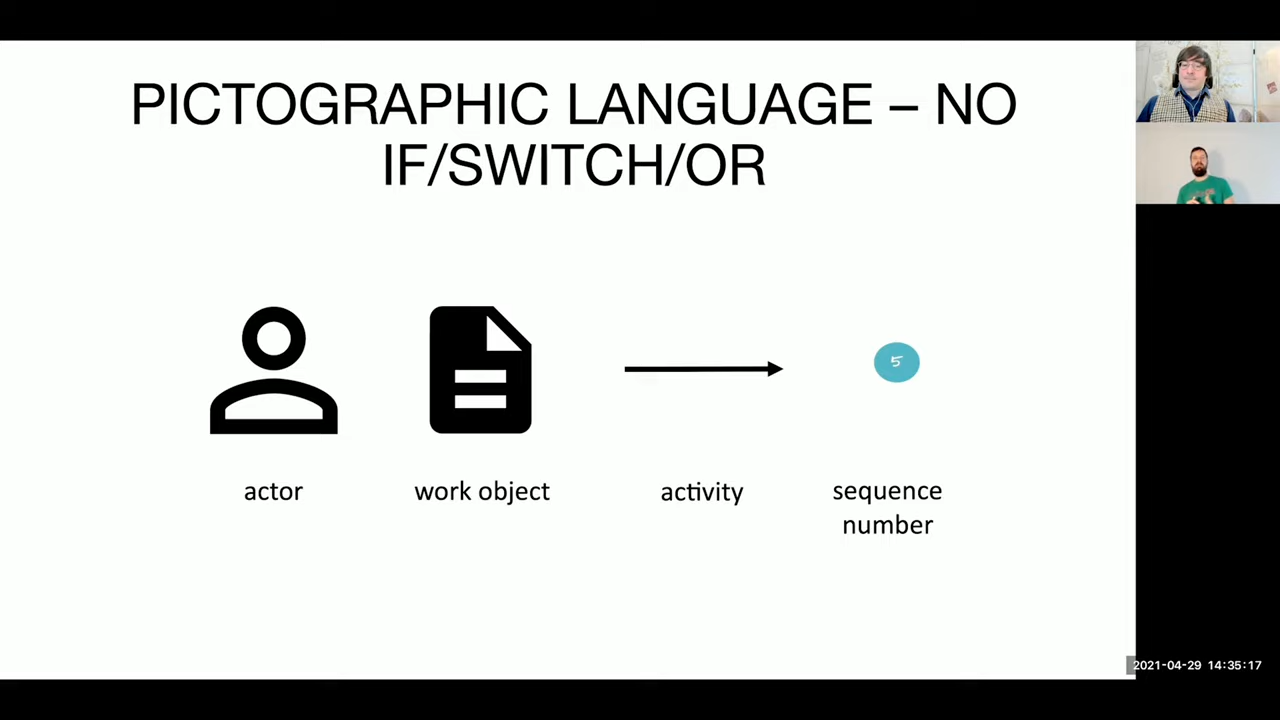 PICTOGRAPHIC LANGUAGE – NO
IF/SWITCH/OR
5
actor
work object
activity
sequence
number
2021-04-29 14:35:17